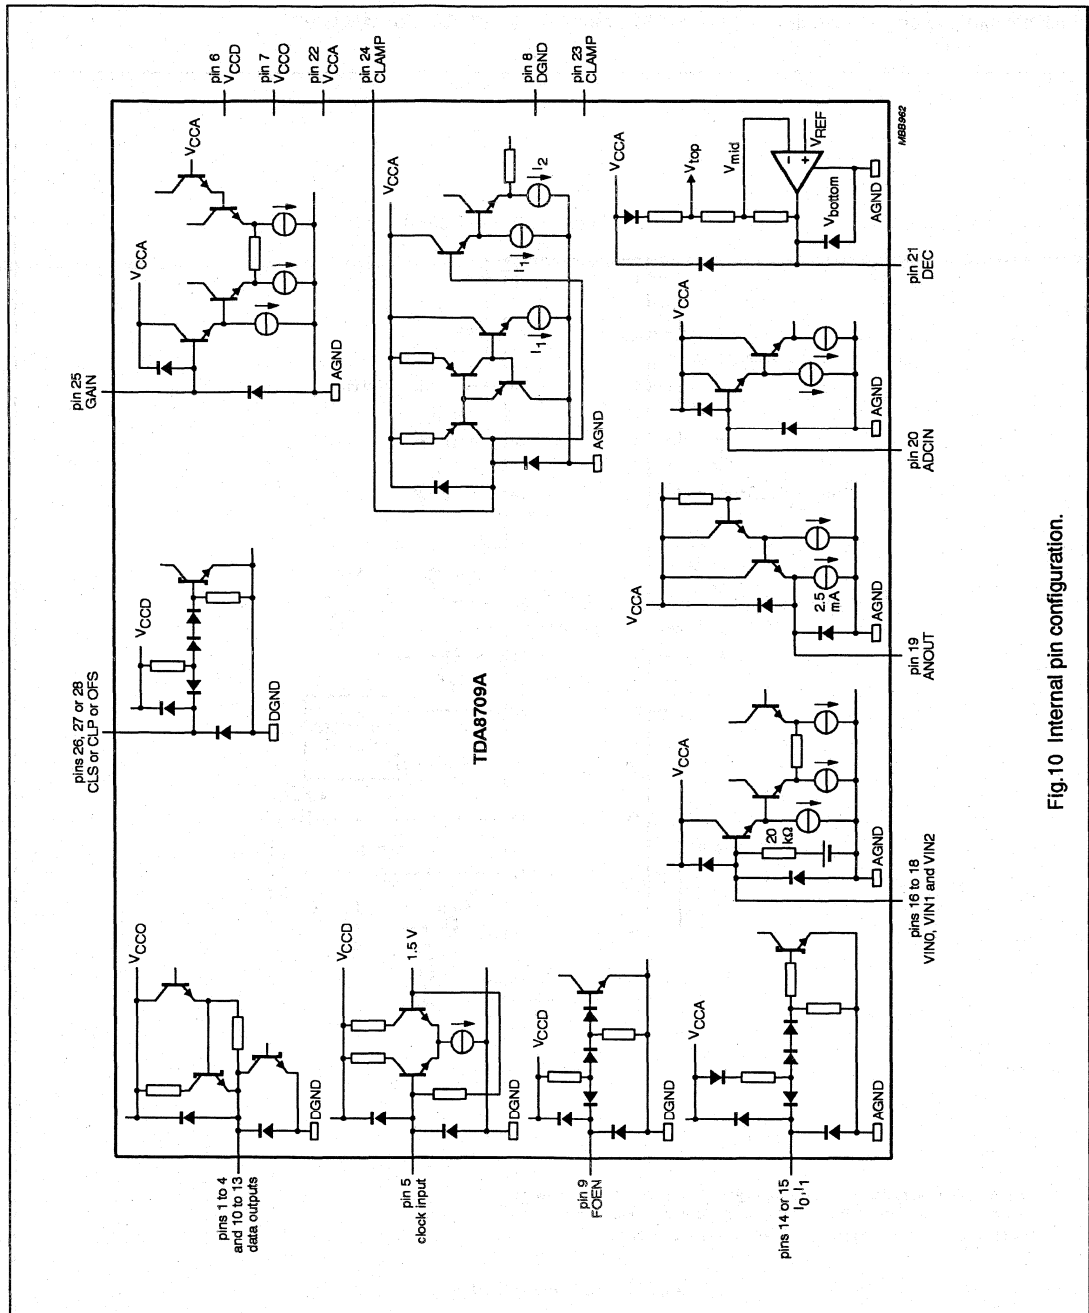 pin 6
VCCD
pin 7
VCCO
pin 22
VCCA
pin 24
CLAMP
pin 8
DGND
pin 23
CLAMP
VCCA
VCCA
pin 25
GAIN
AGND
VCCA
I1
I1
I2
AGND
VCCA
Vtop
Vmid
VREF
Vbottom
AGND
MBB962
pin 21
DEC
VCCA
AGND
pin 20
ADCIN
VCCA
2.5
mA
AGND
pin 19
ANOUT
VCCD
DGND
pins 26, 27 or 28
CLS or CLP or OFS
TDA8709A
VCCA
20
kΩ
AGND
pins 16 to 18
VIN0, VIN1 and VIN2
VCCO
DGND
pins 1 to 4
and 10 to 13
data outputs
VCCD
1.5 V
DGND
pin 5
clock input
VCCD
DGND
pin 9
FOEN
VCCA
AGND
pins 14 or 15
I0,I1
Fig.10 Internal pin configuration.